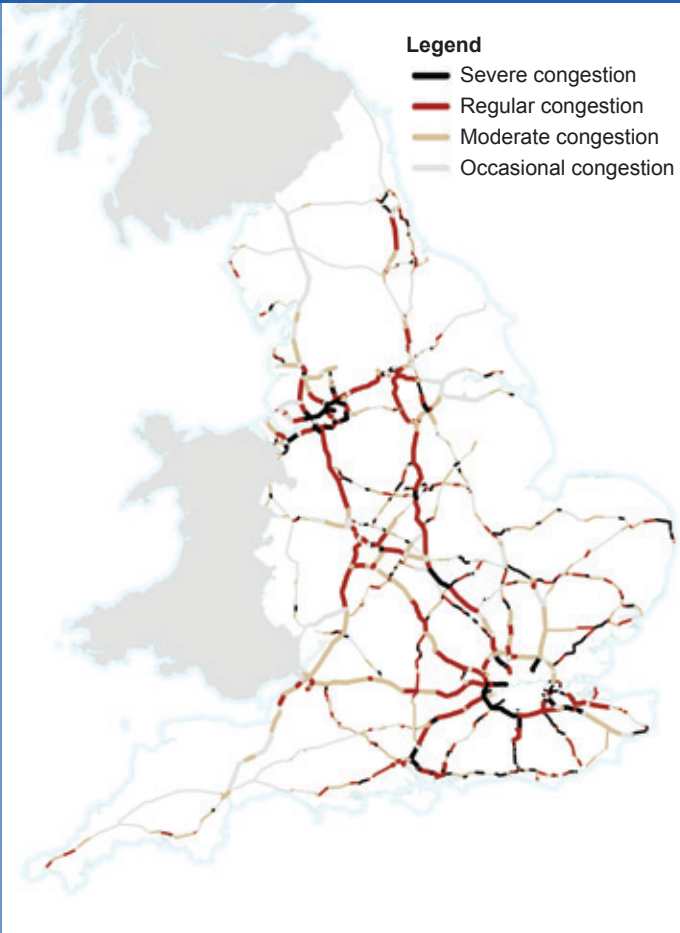 Legend
Severe congestion
Regular congestion
Moderate congestion
Occasional congestion